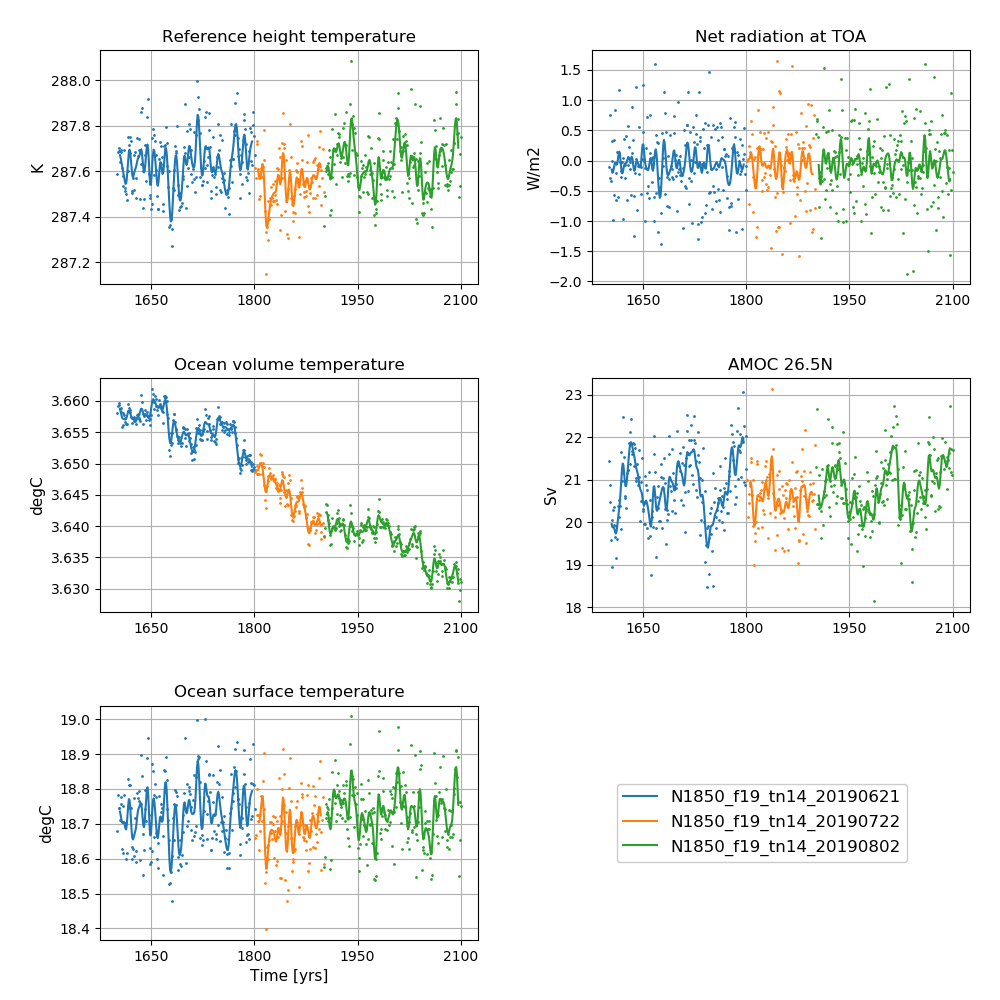 Reference height temperature
K
288.0
287.8
287.6
287.4
287.2
1650 1800 1950 2100
Net radiation at TOA
W/m2
1.5
1.0
0.5
0.0
−0.5
−1.0
−1.5
−2.0
1650 1800 1950 2100
Ocean volume temperature
degC
3.660
3.655
3.650
3.645
3.640
3.635
3.630
1650 1800 1950 2100
AMOC 26.5N
Sv
23
22
21
20
19
18
1650 1800 1950 2100
Ocean surface temperature
degC
19.0
18.9
18.8
18.7
18.6
18.5
18.4
1650 1800 1950 2100
Time [yrs]
N1850_f19_tn14_20190621
N1850_f19_tn14_20190722
N1850_f19_tn14_20190802